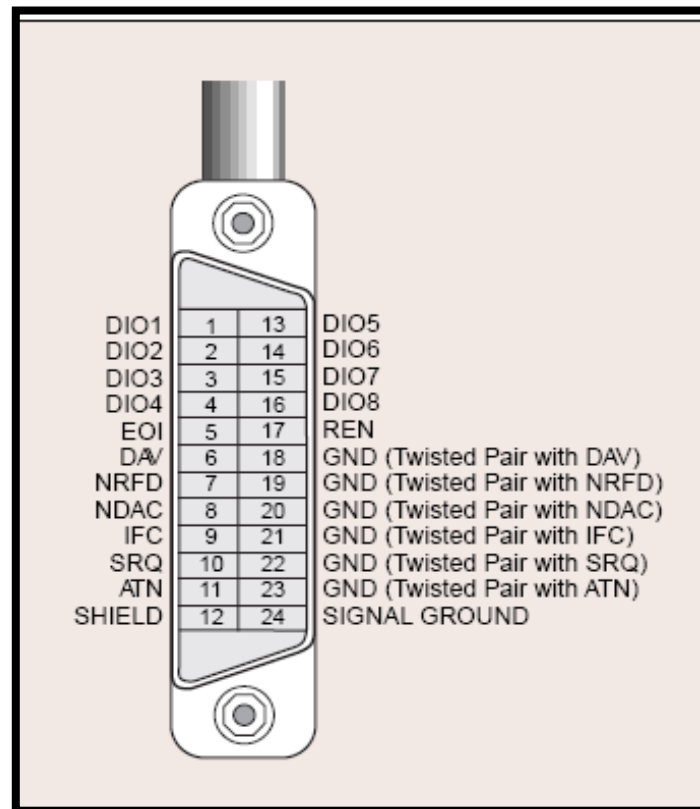 DIO1 1 13 DIO5
DIO2 2 14 DIO6
DIO3 3 15 DIO7
DIO4 4 16 DIO8
EOI 5 17 REN
DAV 6 18 GND (Twisted Pair with DAV)
NRFD 7 19 GND (Twisted Pair with NRFD)
NDAC 8 20 GND (Twisted Pair with NDAC)
IFC 9 21 GND (Twisted Pair with IFC)
SRQ 10 22 GND (Twisted Pair with SRQ)
ATN 11 23 GND (Twisted Pair with ATN)
SHIELD 12 24 SIGNAL GROUND